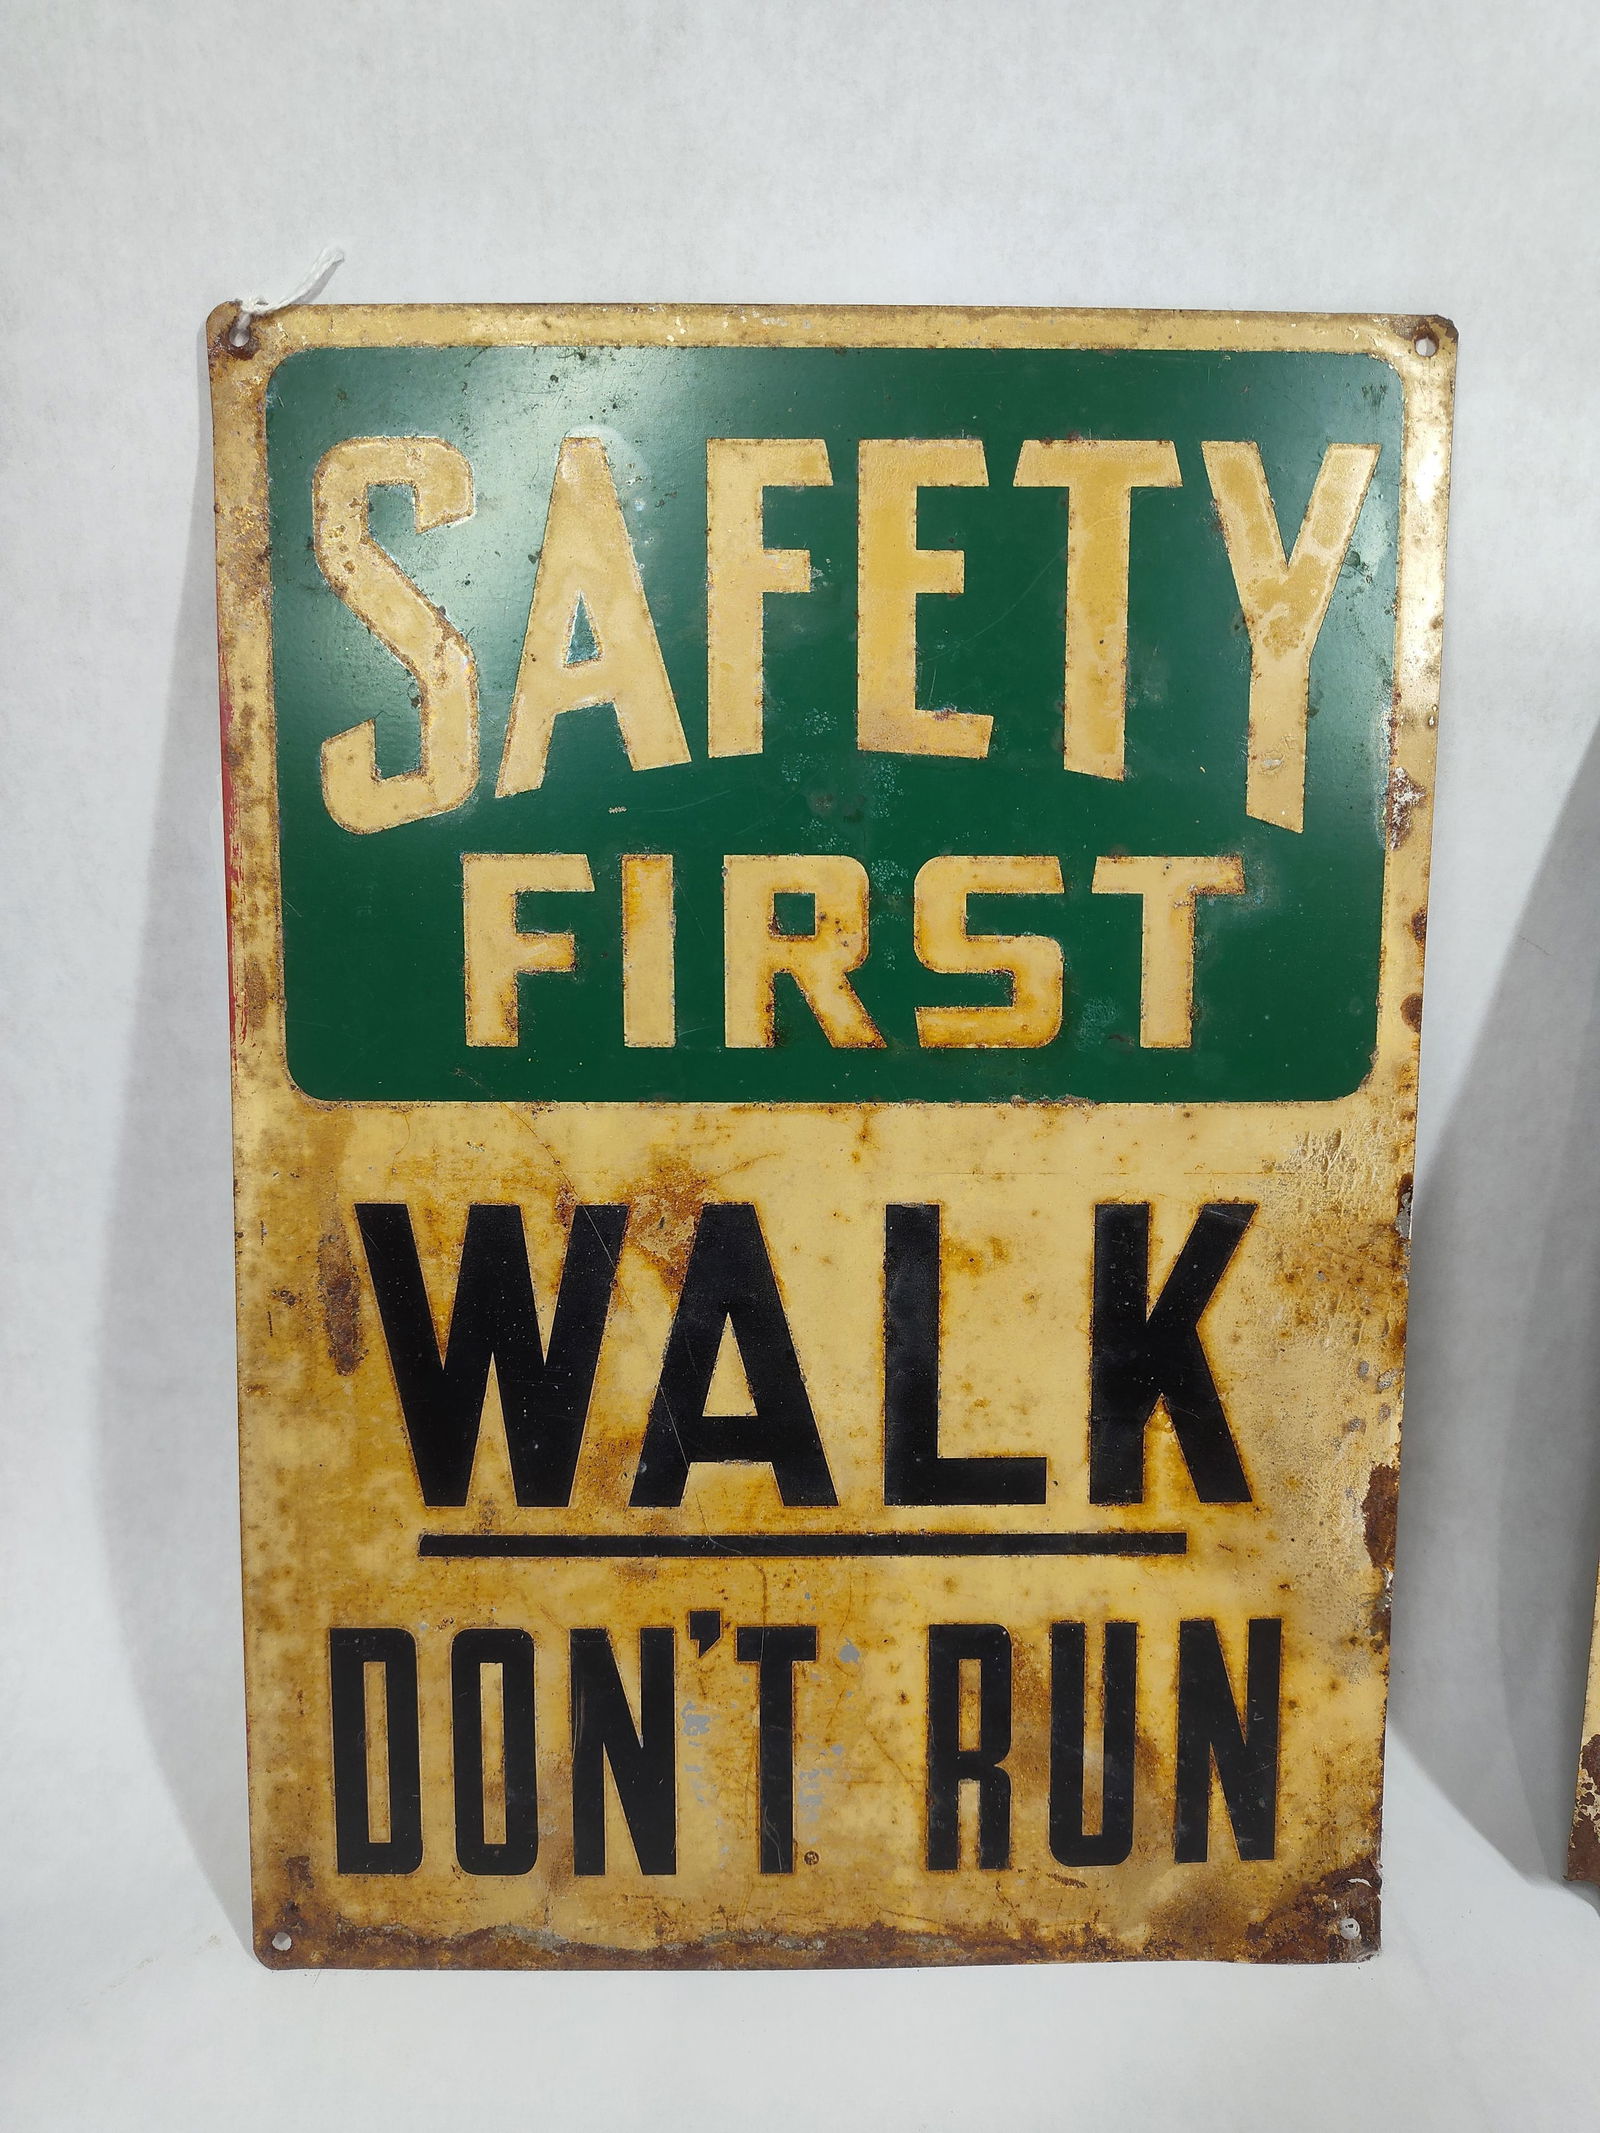 SAFETY
FIRST
WALK
DON'T RUN